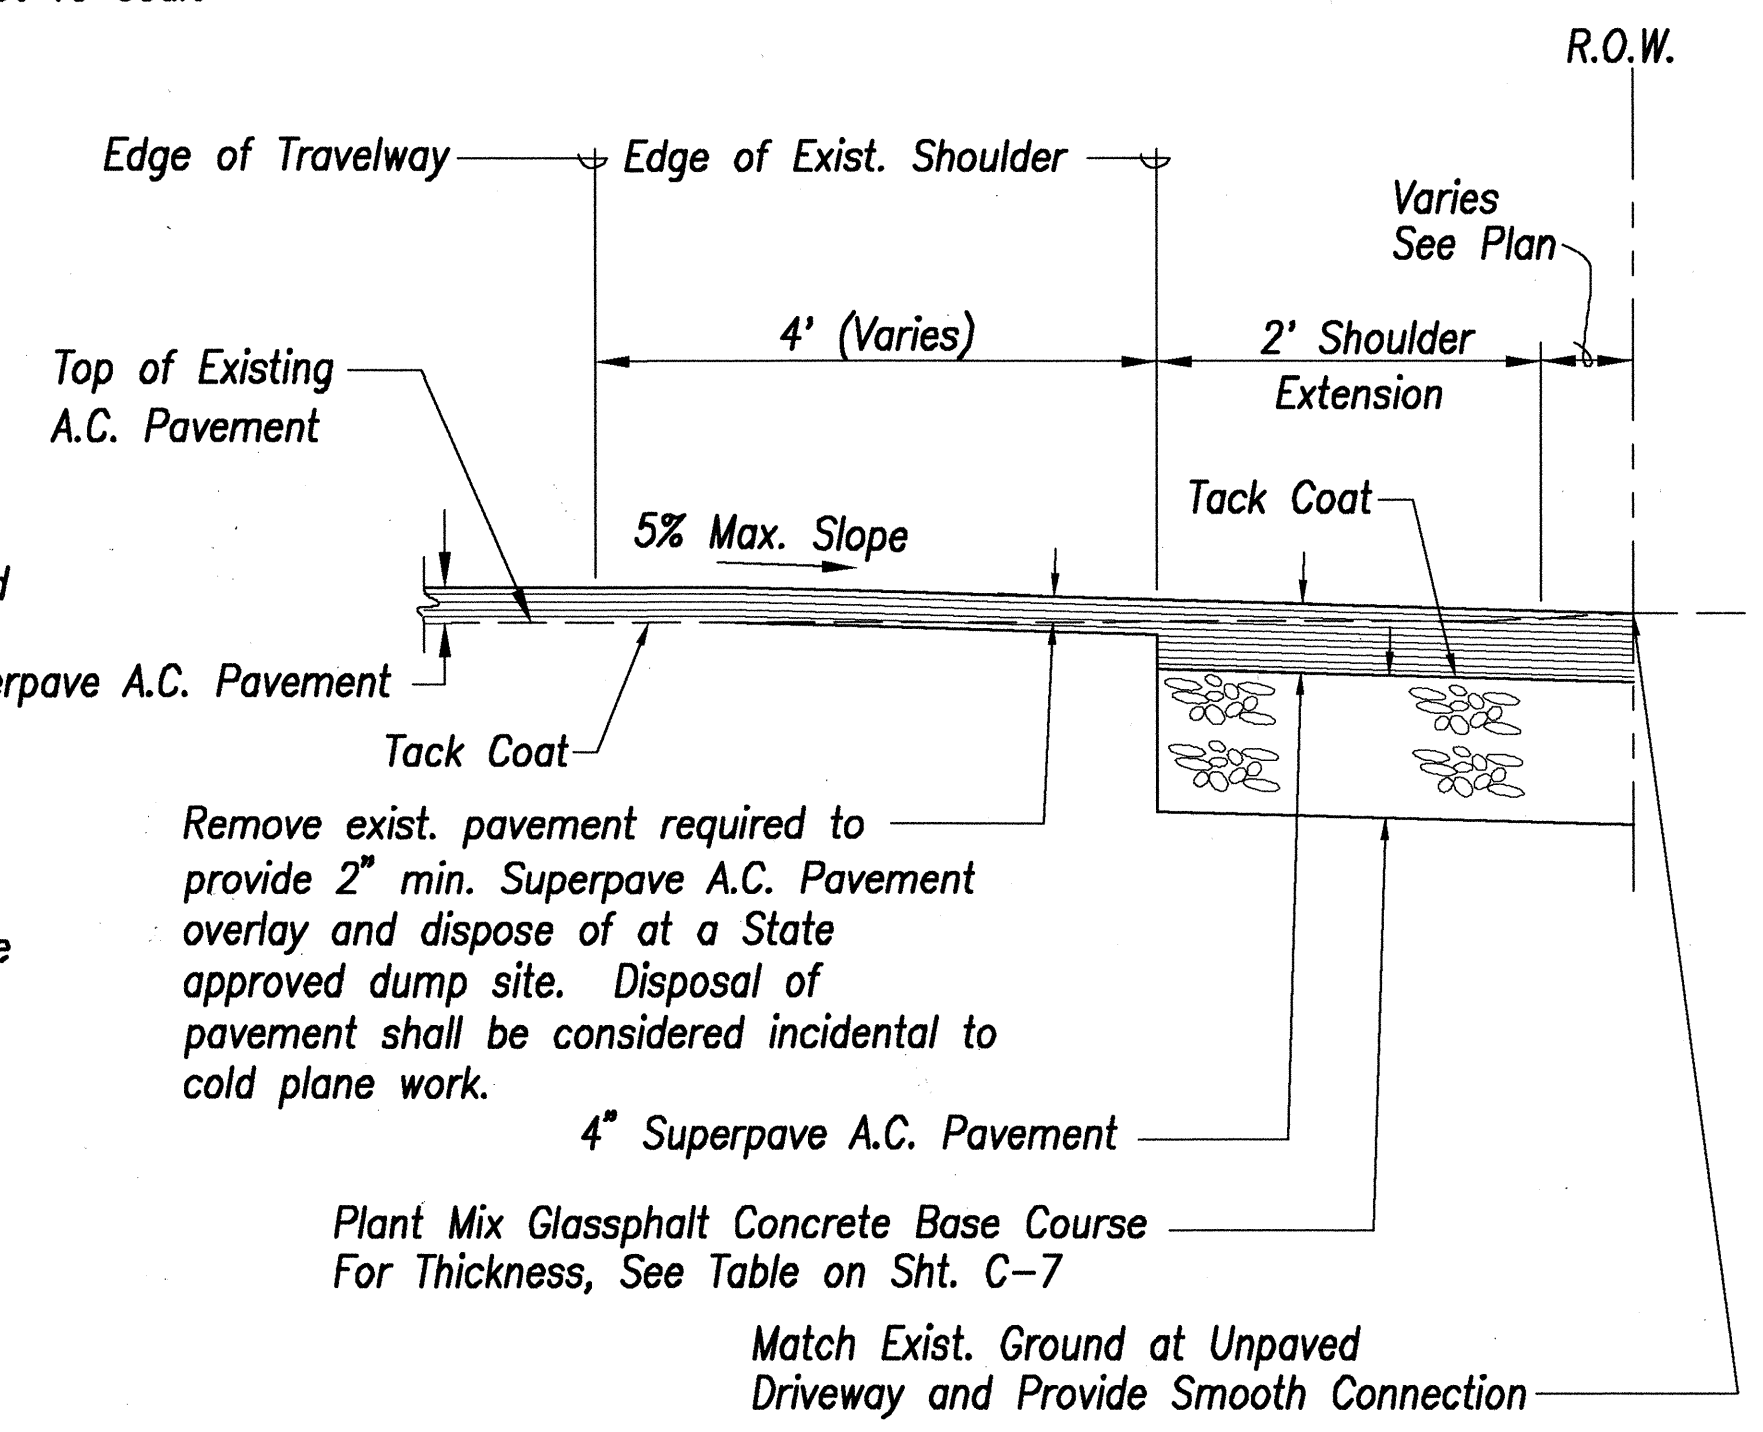 R.O.W.
Edge of Travelway
Edge of Exist. Shoulder
Varies
See Plan
4' (Varies)
2' Shoulder
Extension
Top of Existing
A.C. Pavement
Tack Coat
5% Max. Slope
A.C. Pavement
Tack Coat
Remove exist. pavement required to
provide 2" min. Superpave A.C. Pavement
overlay and dispose of at a State
approved dump site. Disposal of
pavement shall be considered incidental to
cold plane work.
4" Superpave A.C. Pavement
Plant Mix Glassphalt Concrete Base Course
For Thickness, See Table on Sht. C-7
Match Exist. Ground at Unpaved
Driveway and Provide Smooth Connection